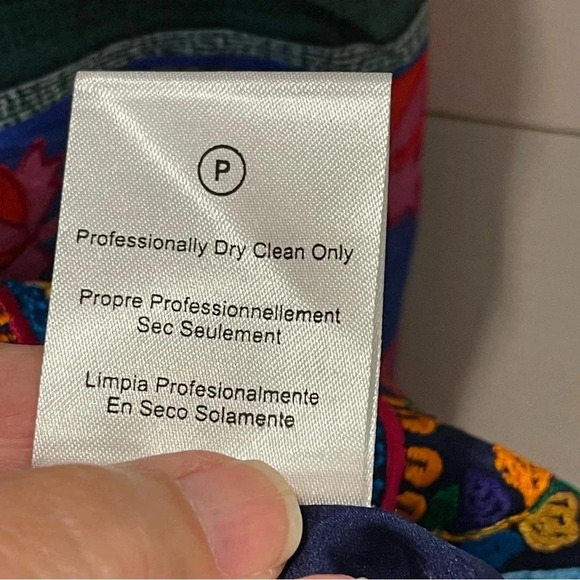 P
Professionally Dry Clean Only
Propre Professionnellement
Sec Seulement
Limpia Profesionalmente
En Seco Solamente